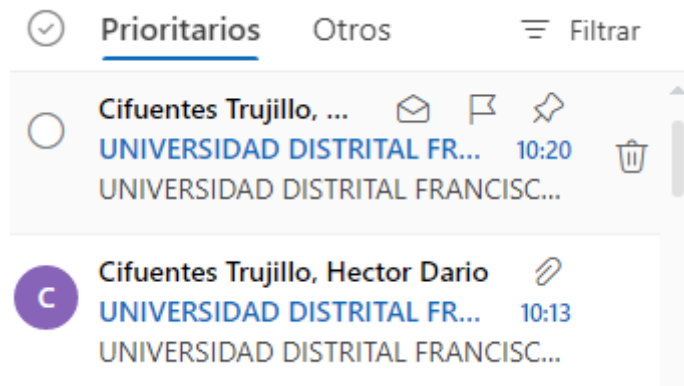 Prioritarios Otros Filtrar
Cifuentes Trujillo, ...
UNIVERSIDAD DISTRITAL FR... 10:20
UNIVERSIDAD DISTRITAL FRANCISC...
Cifuentes Trujillo, Hector Dario
C
UNIVERSIDAD DISTRITAL FR... 10:13
UNIVERSIDAD DISTRITAL FRANCISC...